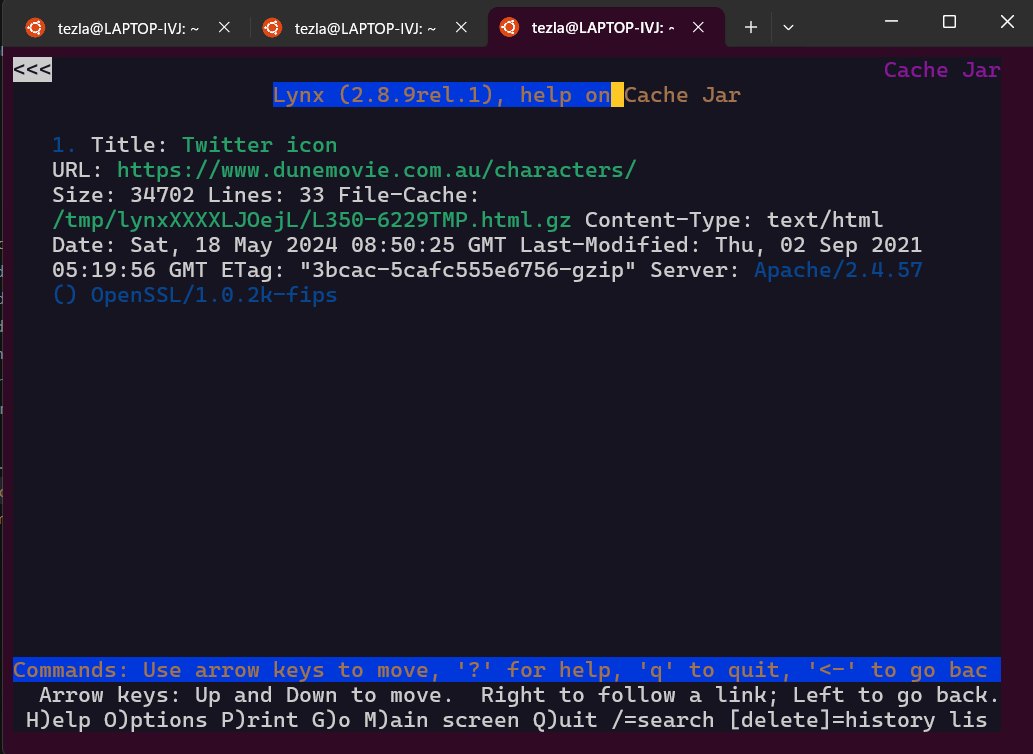 tezla@LAPTOP-IVJ: ~
tezla@LAPTOP-IVJ: ~
tezla@LAPTOP-IVJ: ~
<<<
Cache Jar
Lynx (2.8.9rel.1), help on Cache Jar
1. Title: Twitter icon
URL: https://www.dunemovie.com.au/characters/
Size: 34702 Lines: 33 File-Cache:
/tmp/lynxXXXXLJOejL/L350-6229TMP.html.gz Content-Type: text/html
Date: Sat, 18 May 2024 08:50:25 GMT Last-Modified: Thu, 02 Sep 2021
05:19:56 GMT ETag: "3bcac-5cafc555e6756-gzip" Server: Apache/2.4.57
() OpenSSL/1.0.2k-fips
Commands: Use arrow keys to move, '?' for help, 'q' to quit, '<-' to go bac
Arrow keys: Up and Down to move.  Right to follow a link; Left to go back.
H)elp O)ptions P)rint G)o M)ain screen Q)uit /=search [delete]=history lis